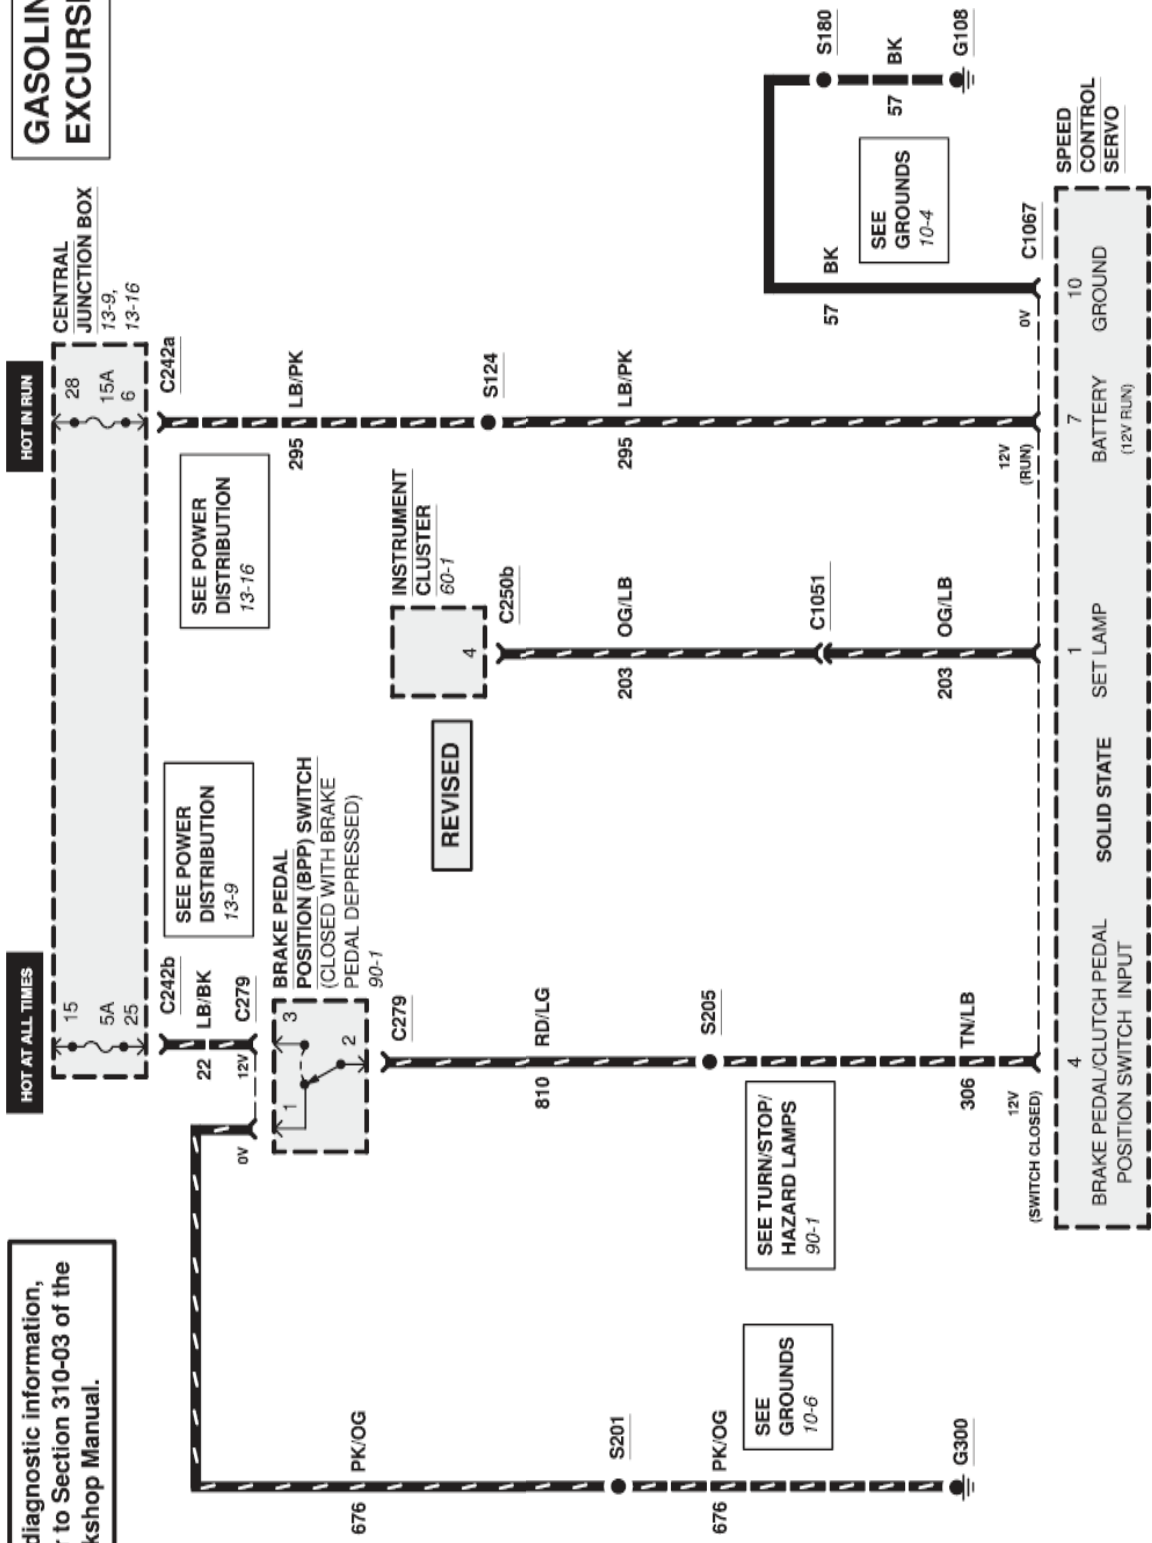 GASOLIN
EXCURSI
diagnostic information,
r to Section 310-03 of the
kshop Manual.
HOT AT ALL TIMES
HOT IN RUN
CENTRAL
JUNCTION BOX
13-9,
13-16
15
5A
25
28
15A
6
C242b
C242a
22
LB/BK
SEE POWER
DISTRIBUTION
13-9
SEE POWER
DISTRIBUTION
13-16
0V
12V
C279
1
3
2
BRAKE PEDAL
POSITION (BPP) SWITCH
(CLOSED WITH BRAKE
PEDAL DEPRESSED)
90-1
C279
295
LB/PK
S124
295
LB/PK
INSTRUMENT
CLUSTER
60-1
4
C250b
REVISED
676
PK/OG
810
RD/LG
203
OG/LB
S201
S205
C1051
676
PK/OG
SEE
GROUNDS
10-6
SEE TURN/STOP/
HAZARD LAMPS
90-1
G300
306
TN/LB
203
OG/LB
57
BK
SEE
GROUNDS
10-4
S180
57
BK
G108
12V
(SWITCH CLOSED)
12V
(RUN)
0V
C1067
SPEED
CONTROL
SERVO
4
1
7
10
BRAKE PEDAL/CLUTCH PEDAL
POSITION SWITCH INPUT
SOLID STATE
SET LAMP
BATTERY
(12V RUN)
GROUND